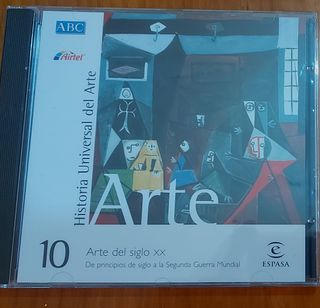 ABC
Airtel
Historia Universal del Arte
Arte
10
Arte del siglo XX
De principios de siglo a la Segunda Guerra Mundial
ESPASA